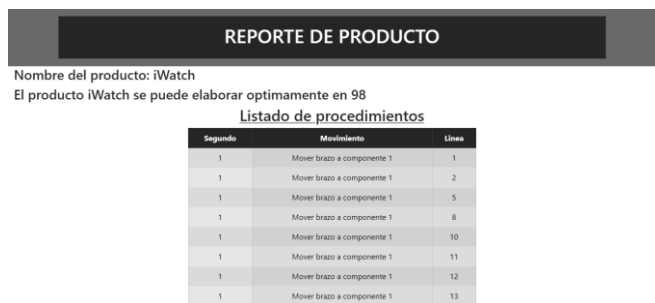 REPORTE DE PRODUCTO
Nombre del producto: iWatch
El producto iWatch se puede elaborar optimamente en 98
Listado de procedimientos
Segundo Movimiento Linea
1 Mover brazo a componente 1 1
1 Mover brazo a componente 1 2
1 Mover brazo a componente 1 5
1 Mover brazo a componente 1 8
1 Mover brazo a componente 1 10
1 Mover brazo a componente 1 11
1 Mover brazo a componente 1 12
1 Mover brazo a componente 1 13